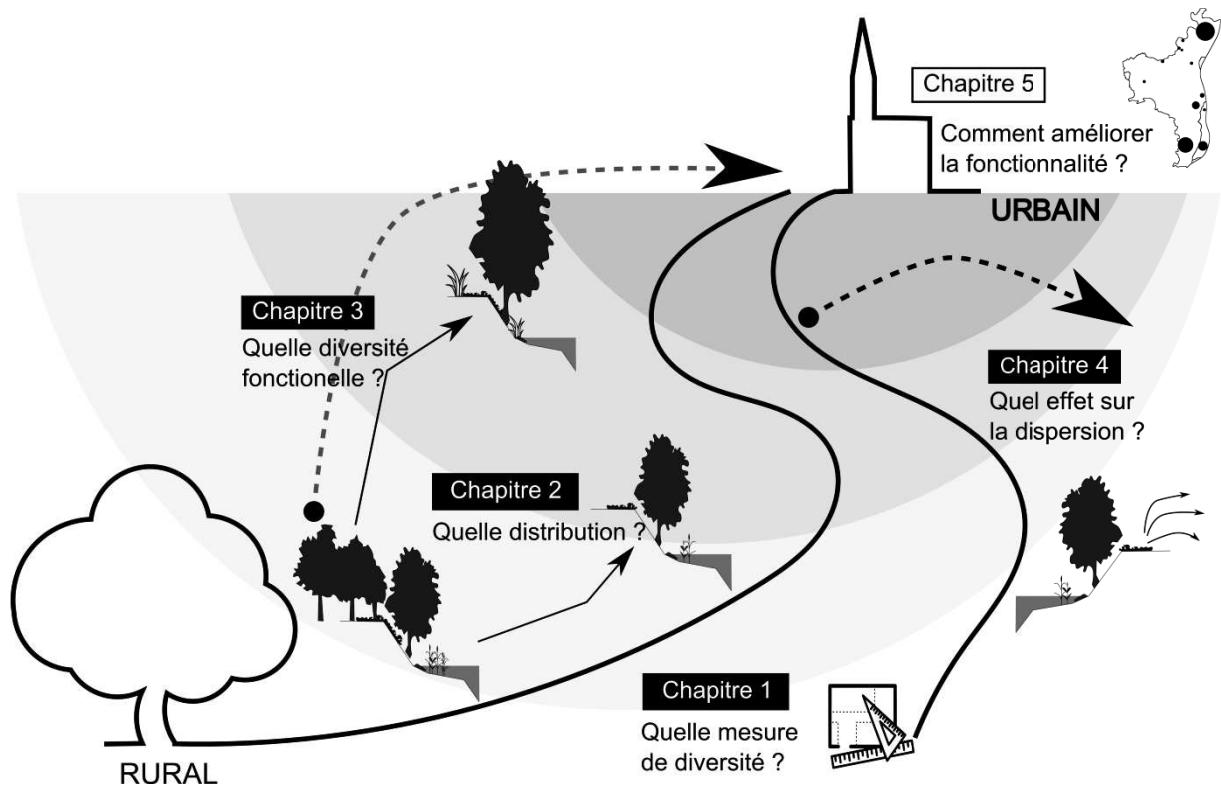 Chapitre 5
Comment améliorer
la fonctionnalité ?
URBAIN
Chapitre 3
Quelle diversité
fonctionelle ?
Chapitre 4
Quel effet sur
la dispersion ?
Chapitre 2
Quelle distribution ?
Chapitre 1
Quelle mesure
de diversité ?
RURAL